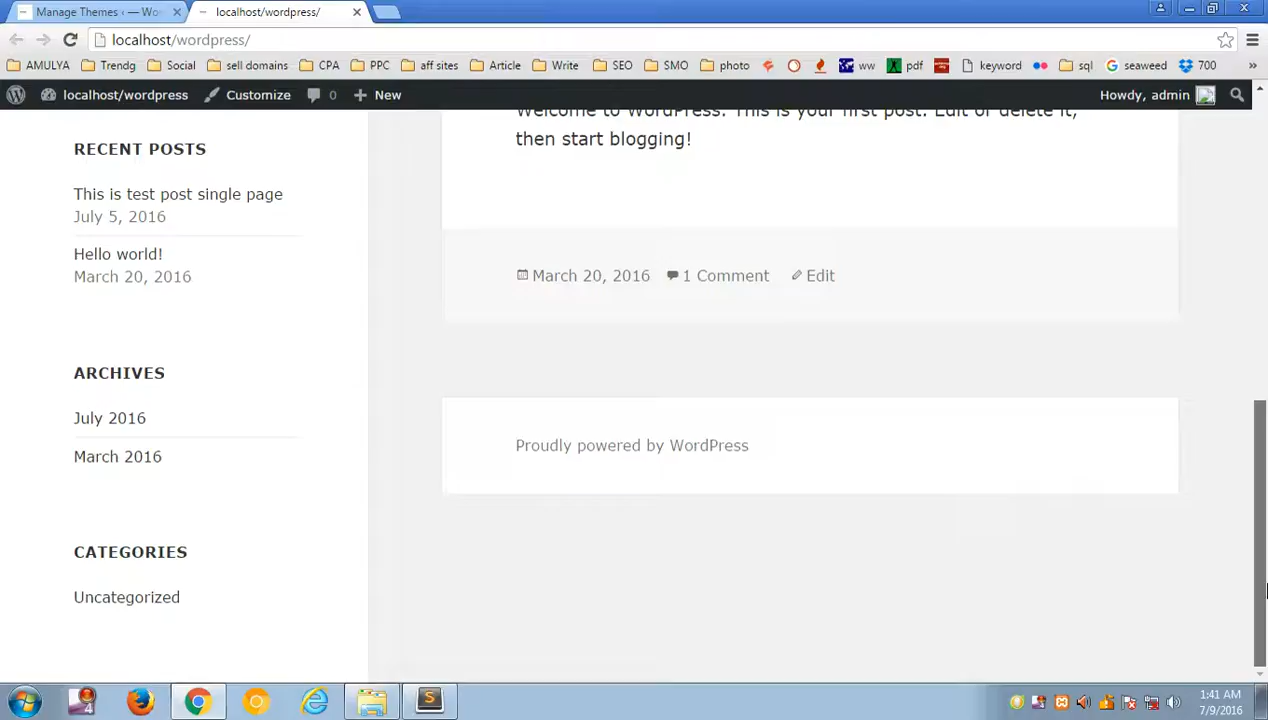 Manage Themes ‹ — Wo
localhost/wordpress/
localhost/wordpress/
AMULYA Trendg Social sell domains CPA PPC aff sites Article Write SEO SMO photo ww pdf keyword sql seaweed 700 »
localhost/wordpress Customize 0 New Howdy, admin
Welcome to WordPress. This is your first post. Edit or delete it,
then start blogging!
RECENT POSTS
This is test post single page
July 5, 2016
Hello world!
March 20, 2016
March 20, 2016 1 Comment Edit
ARCHIVES
July 2016
March 2016
Proudly powered by WordPress
CATEGORIES
Uncategorized
1:41 AM
7/9/2016